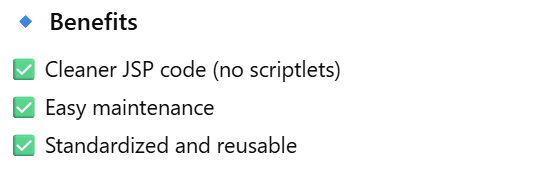 🔹 Benefits
✅ Cleaner JSP code (no scriptlets)
✅ Easy maintenance
✅ Standardized and reusable